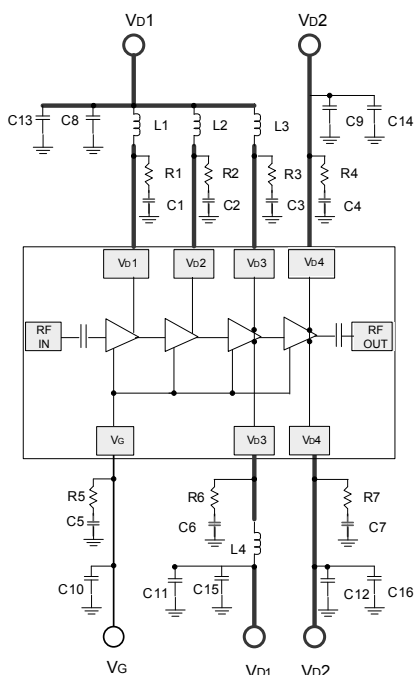 VD1 VD2
C13 C8 L1 L2 L3 C9 C14
R1 R2 R3 R4
C1 C2 C3 C4
VD1 VD2 VD3 VD4
RF IN RF OUT
VG VD3 VD4
R5 R6 R7
C5 C6 C7
L4
C10 C11 C15 C12 C16
VG VD1 VD2